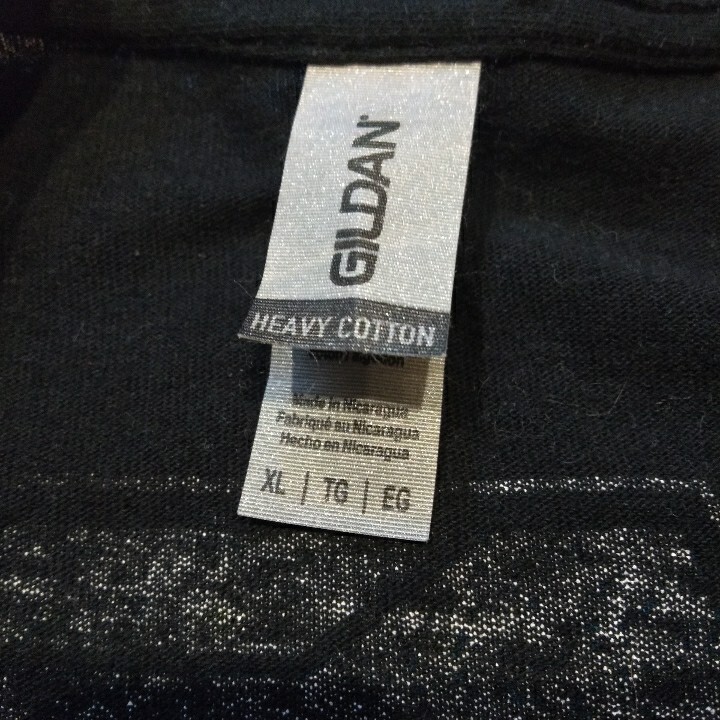 GILDAN
HEAVY COTTON
Made in Nicaragua
Fabriqué au Nicaragua
Hecho en Nicaragua
XL | TG | EG